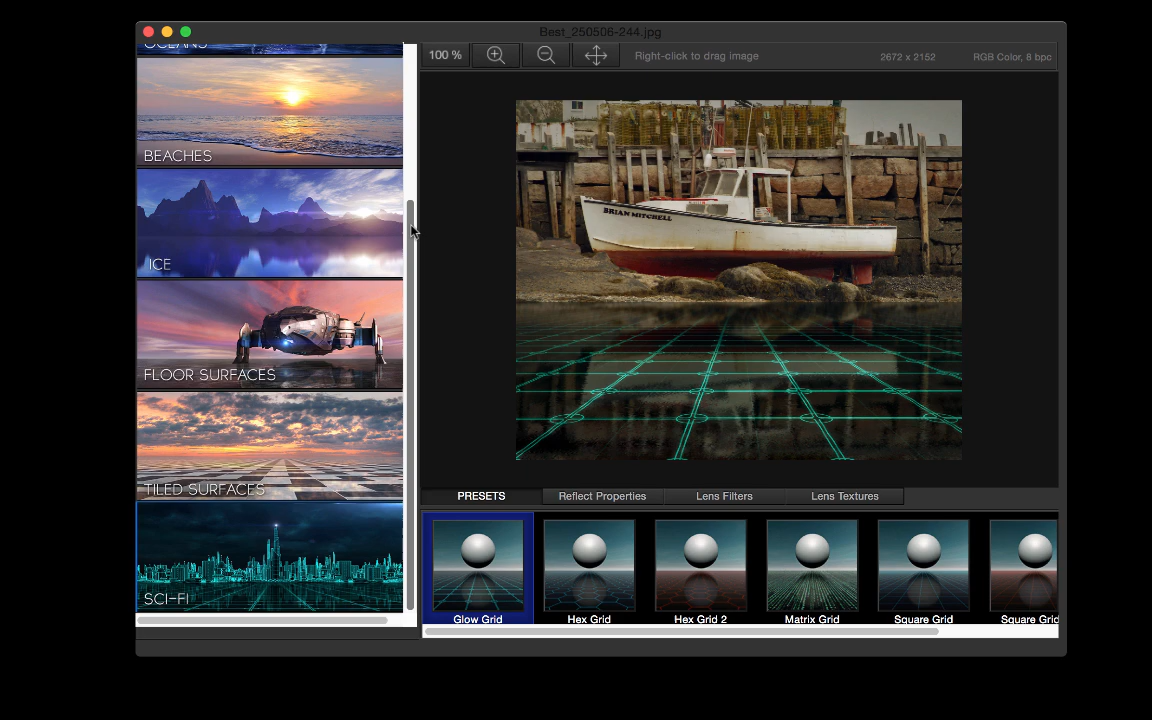 Best_250506-244.jpg
OCEANS
BEACHES
ICE
FLOOR SURFACES
TILED SURFACES
SCI-FI
100 %
Right-click to drag image
2672 x 2152
RGB Color, 8 bpc
BRIAN MITCHELL
PRESETS
Reflect Properties
Lens Filters
Lens Textures
Glow Grid
Hex Grid
Hex Grid 2
Matrix Grid
Square Grid
Square Grid